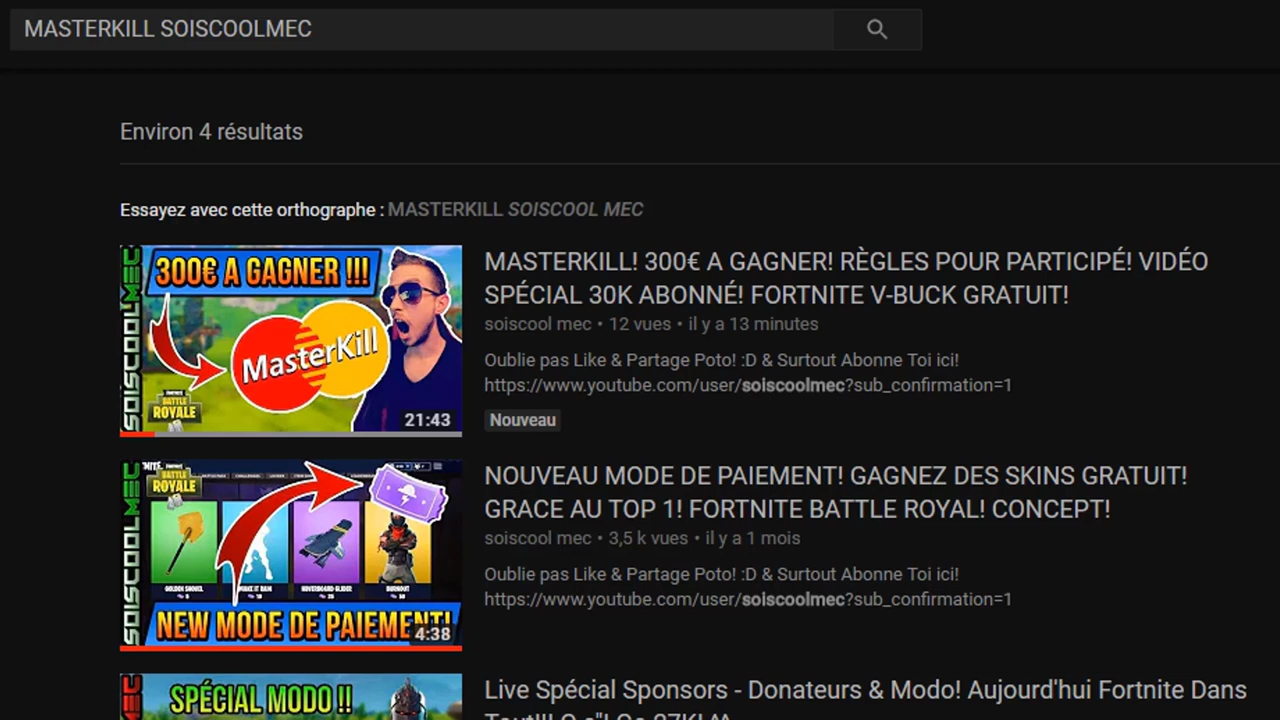 MASTERKILL SOISCOOLMEC
Environ 4 résultats
Essayez avec cette orthographe : MASTERKILL SOISCOOL MEC
SOISCOOLMEC
300€ A GAGNER !!!
MasterKill
BATTLE
ROYALE
21:43
MASTERKILL! 300€ A GAGNER! RÈGLES POUR PARTICIPÉ! VIDÉO
SPÉCIAL 30K ABONNÉ! FORTNITE V-BUCK GRATUIT!
soiscool mec • 12 vues • il y a 13 minutes
Oublie pas Like & Partage Poto! :D & Surtout Abonne Toi ici!
https://www.youtube.com/user/soiscoolmec?sub_confirmation=1
Nouveau
SOISCOOLMEC
BATTLE
ROYALE
GOLDEN SHOVEL
MAKE IT RAIN
HOVERBOARD GLIDER
BURNOUT
NEW MODE DE PAIEMENT!
4:38
NOUVEAU MODE DE PAIEMENT! GAGNEZ DES SKINS GRATUIT!
GRACE AU TOP 1! FORTNITE BATTLE ROYAL! CONCEPT!
soiscool mec • 3,5 k vues • il y a 1 mois
Oublie pas Like & Partage Poto! :D & Surtout Abonne Toi ici!
https://www.youtube.com/user/soiscoolmec?sub_confirmation=1
SPÉCIAL MODO !!
Live Spécial Sponsors - Donateurs & Modo! Aujourd'hui Fortnite Dans